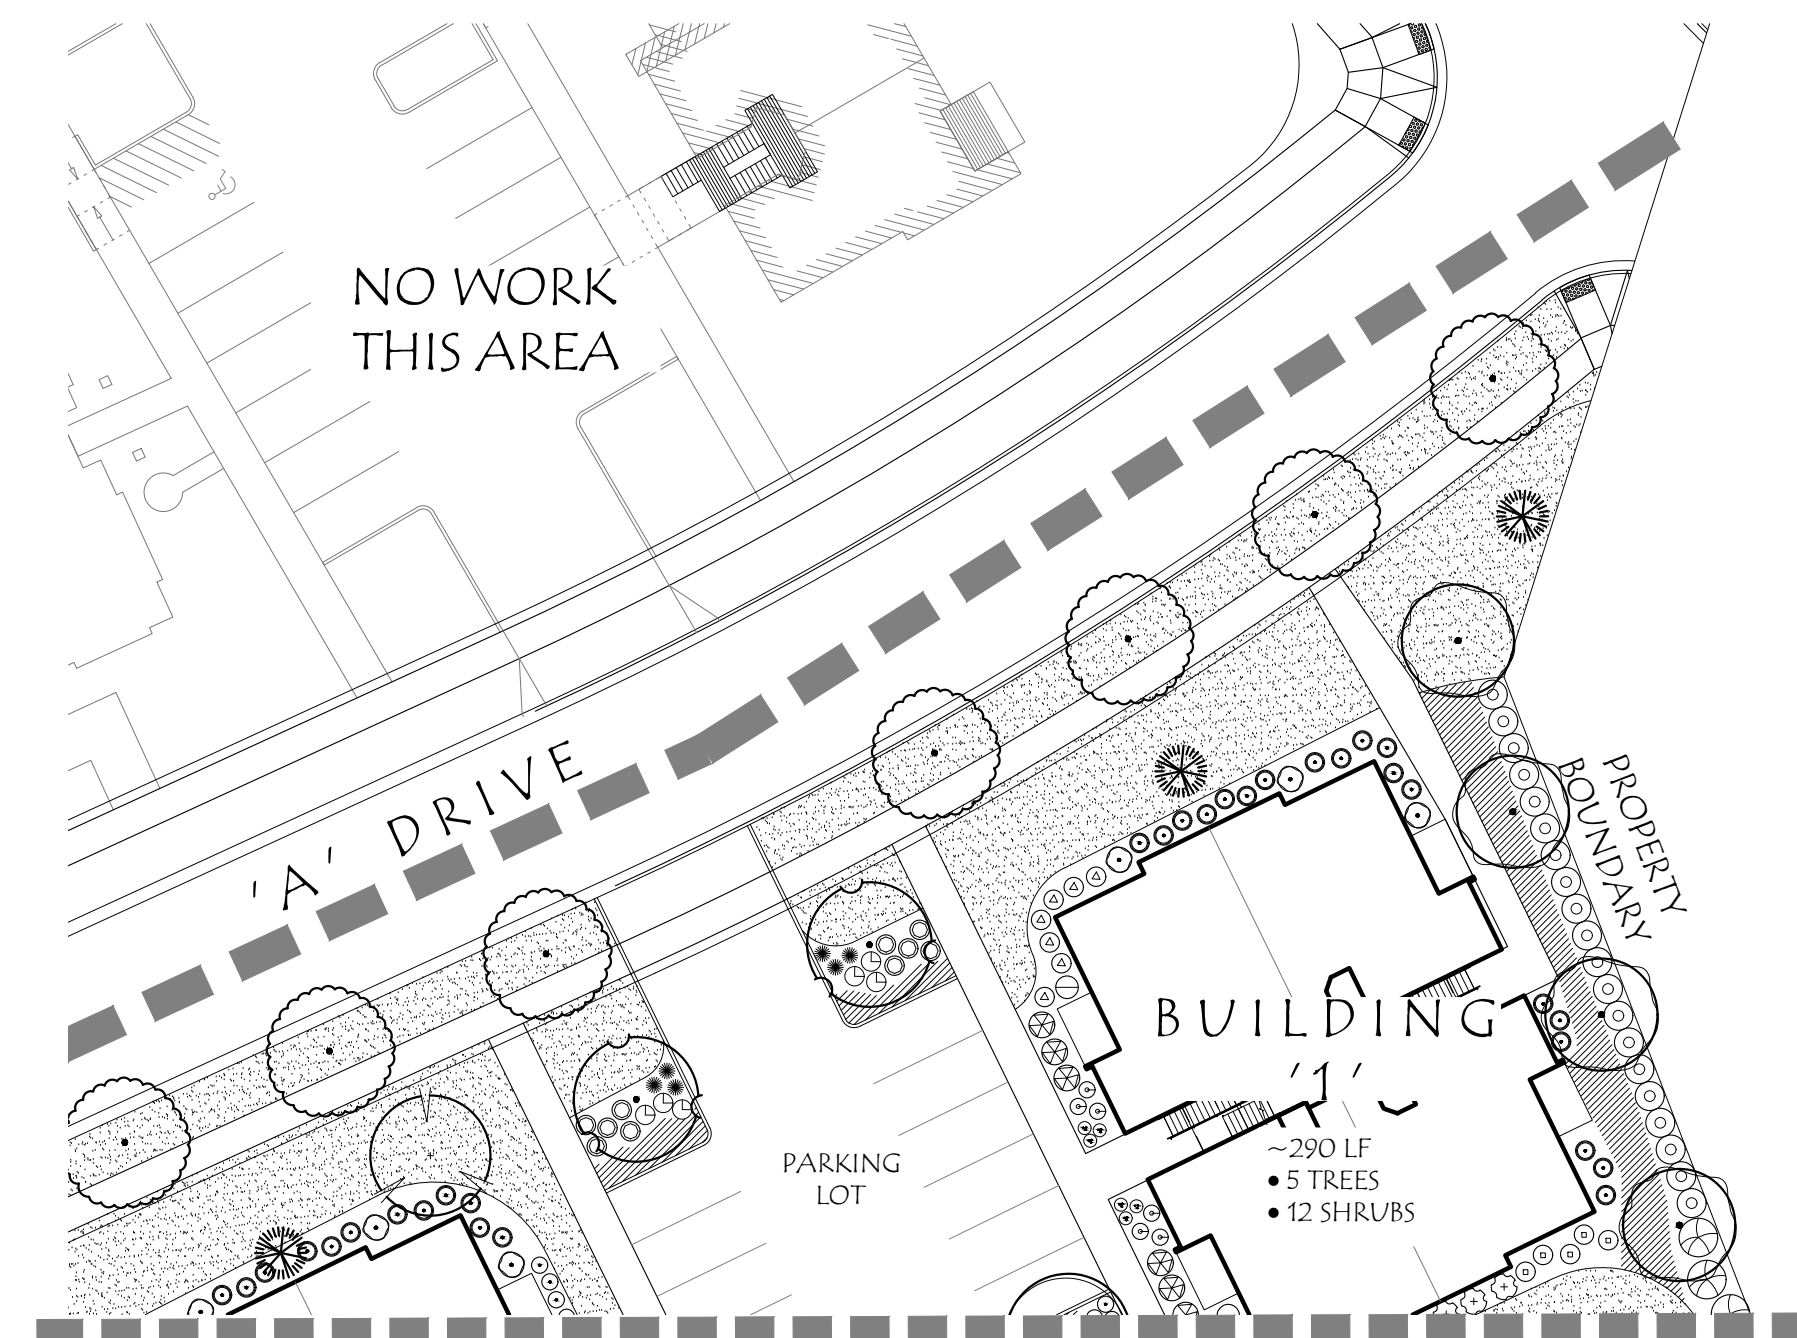 NO WORK
THIS AREA
'A' DRIVE
PROPERTY
BOUNDARY
BUILDING
'1'
~290 LF
• 5 TREES
• 12 SHRUBS
PARKING
LOT